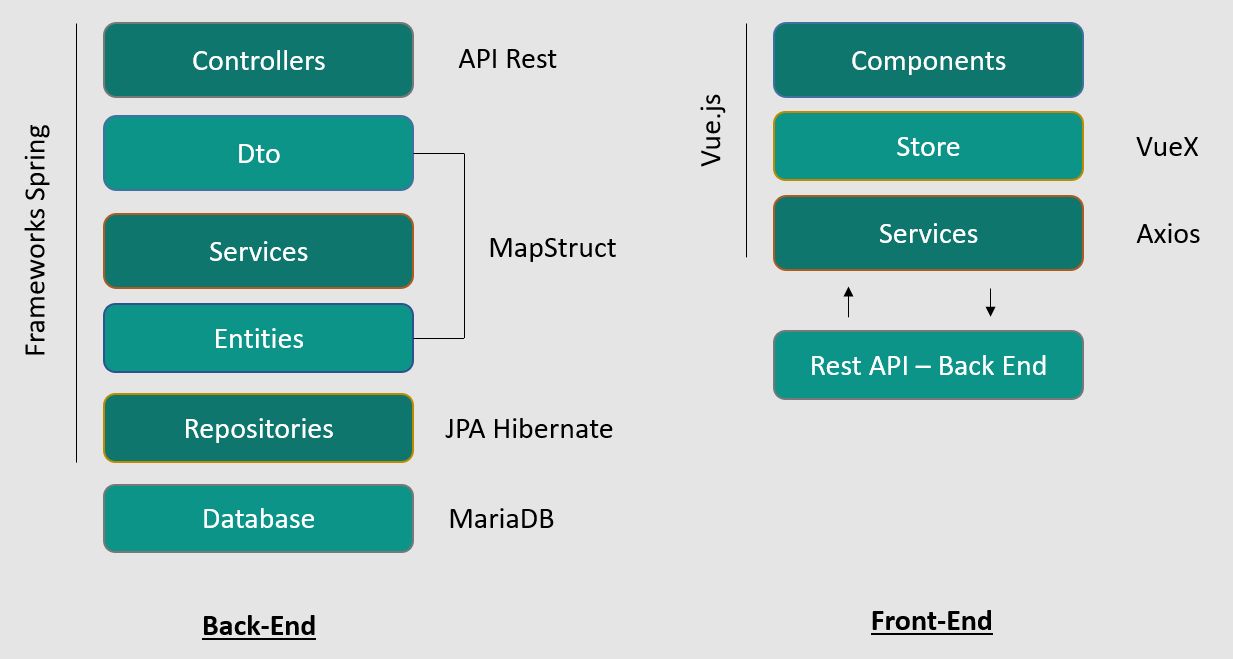 Frameworks Spring
Controllers
API Rest
Dto
Services
MapStruct
Entities
Repositories
JPA Hibernate
Database
MariaDB
Back-End
Vue.js
Components
Store
VueX
Services
Axios
Rest API – Back End
Front-End